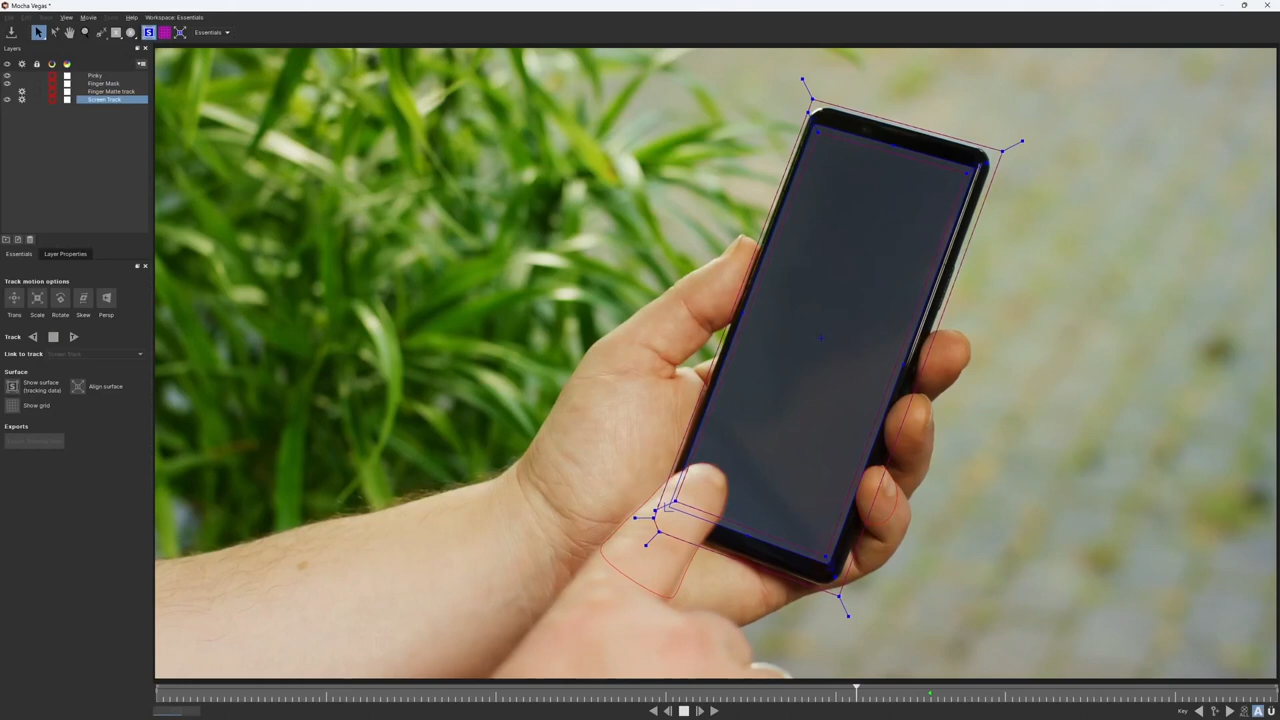 Mocha Vegas *
View Movie Help Workspace: Essentials
Essentials
Layers
Pinky
Finger Mask
Finger Matte track
Screen Track
Essentials Layer Properties
Track motion options
Trans Scale Rotate Skew Persp
Track
Link to track Screen Track
Surface
Show surface
(tracking data)
Align surface
Show grid
Exports
Key